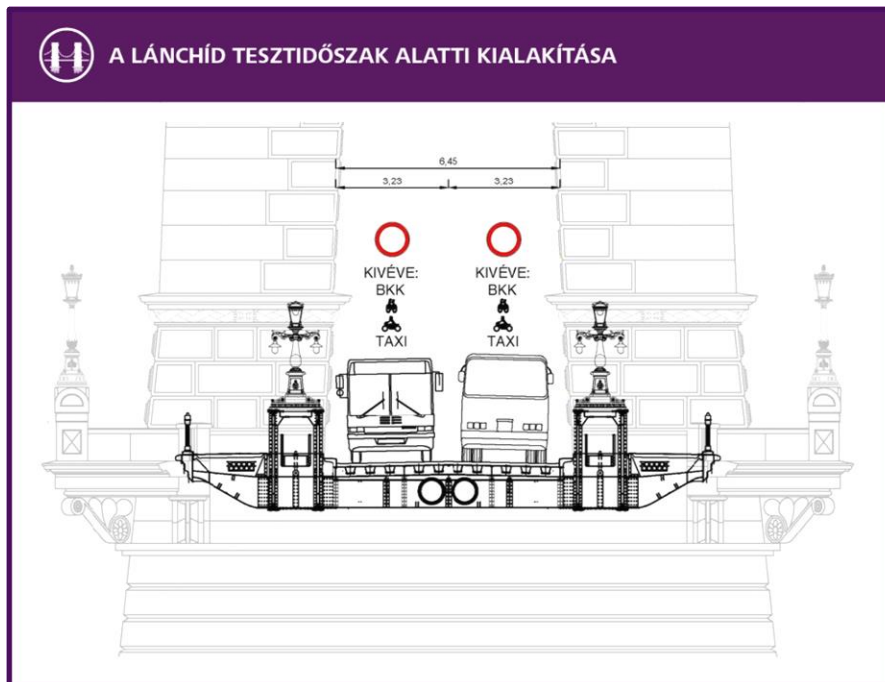 A LÁNCHÍD TESZTIDŐSZAK ALATTI KIALAKÍTÁSA
6,45
3,23 3,23
KIVÉVE: KIVÉVE:
BKK BKK
TAXI TAXI